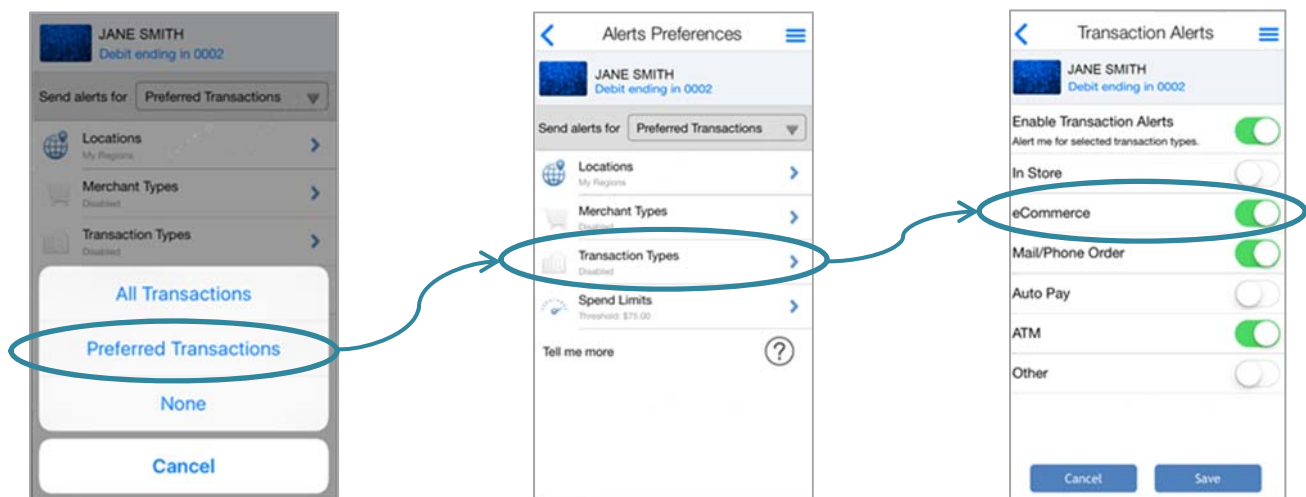 JANE SMITH
Debit ending in 0002
Send alerts for Preferred Transactions
Locations
My Regions
Merchant Types
Disabled
Transaction Types
Disabled
All Transactions
Preferred Transactions
None
Cancel
Alerts Preferences
JANE SMITH
Debit ending in 0002
Send alerts for Preferred Transactions
Locations
My Regions
Merchant Types
Disabled
Transaction Types
Disabled
Spend Limits
Threshold: $75.00
Tell me more ?
Transaction Alerts
JANE SMITH
Debit ending in 0002
Enable Transaction Alerts
Alert me for selected transaction types.
In Store
eCommerce
Mail/Phone Order
Auto Pay
ATM
Other
Cancel Save